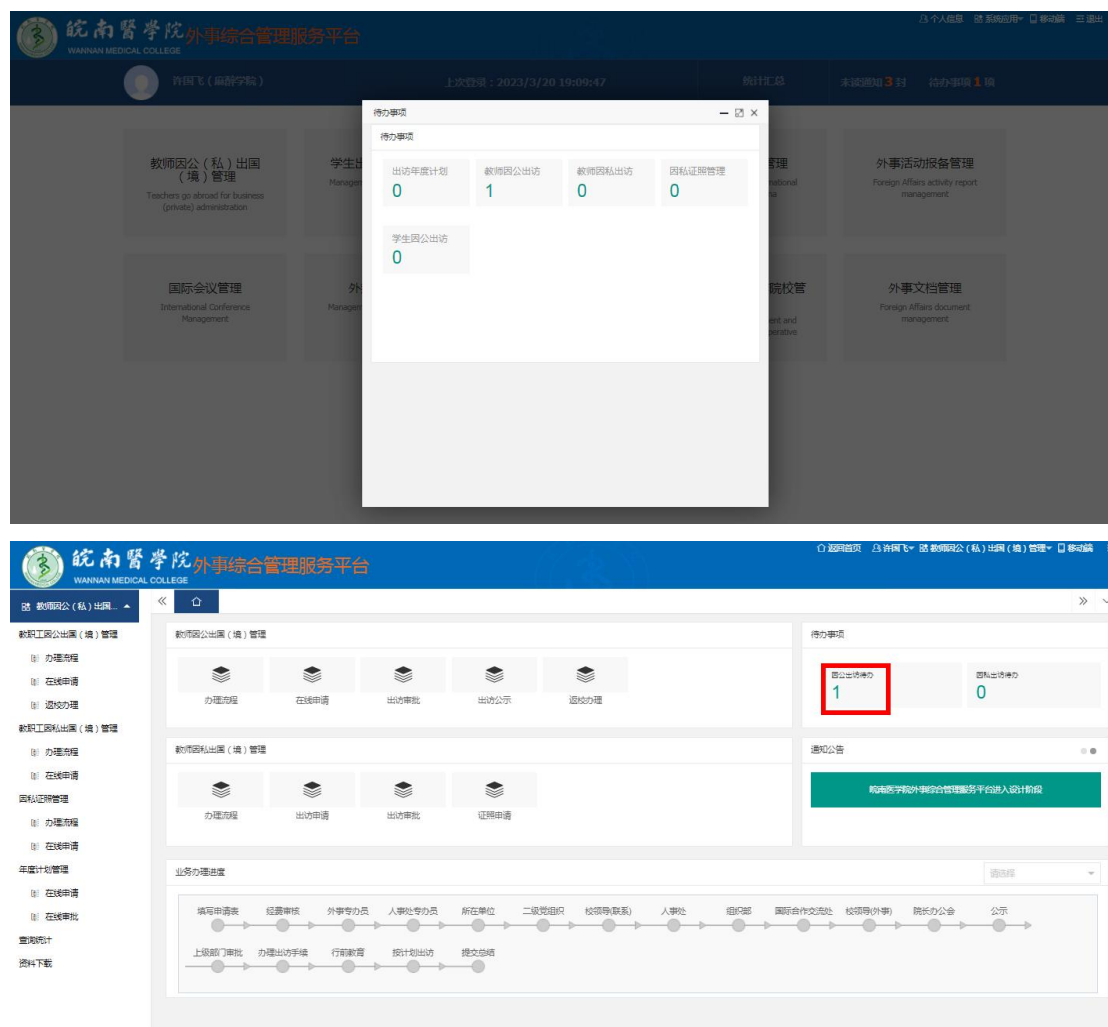 皖南醫學院外事综合管理服务平台
WANNAN MEDICAL COLLEGE
个人信息 系统应用 移动端 退出
许国飞(麻醉学院) 上次登录:2023/3/20 19:09:47 统计汇总 未读通知 3 封 待办事项 1 项
待办事项
待办事项
出访年度计划 教师因公出访 教师因私出访 因私证照管理
0 1 0 0
学生因公出访
0
教师因公(私)出国
(境)管理
Teachers go abroad for business
(private) administration
学生出
外事活动报备管理
Foreign Affairs activity report
management
国际会议管理
International Conference
Management
院校管
外事文档管理
Foreign Affairs document
management
皖南醫學院外事综合管理服务平台
WANNAN MEDICAL COLLEGE
返回首页 许国飞 教师因公(私)出国(境)管理 移动端
教师因公(私)出国...
教职工因公出国(境)管理
办理流程
在线申请
返校办理
教职工因私出国(境)管理
办理流程
在线申请
因私证照管理
办理流程
在线申请
年度计划管理
在线申请
在线审批
查询统计
资料下载
教师因公出国(境)管理
办理流程 在线申请 出访审批 出访公示 返校办理
待办事项
因公出访待办 因私出访待办
1 0
教师因私出国(境)管理
办理流程 出访申请 出访审批 证照申请
通知公告
皖南医学院外事综合管理服务平台进入设计阶段
业务办理进度
请选择
填写申请表 经费审核 外事专办员 人事处专办员 所在单位 二级党组织 校领导(联系) 人事处 组织部 国际合作交流处 校领导(外事) 院长办公会 公示
上级部门审批 办理出访手续 行前教育 按计划出访 提交总结